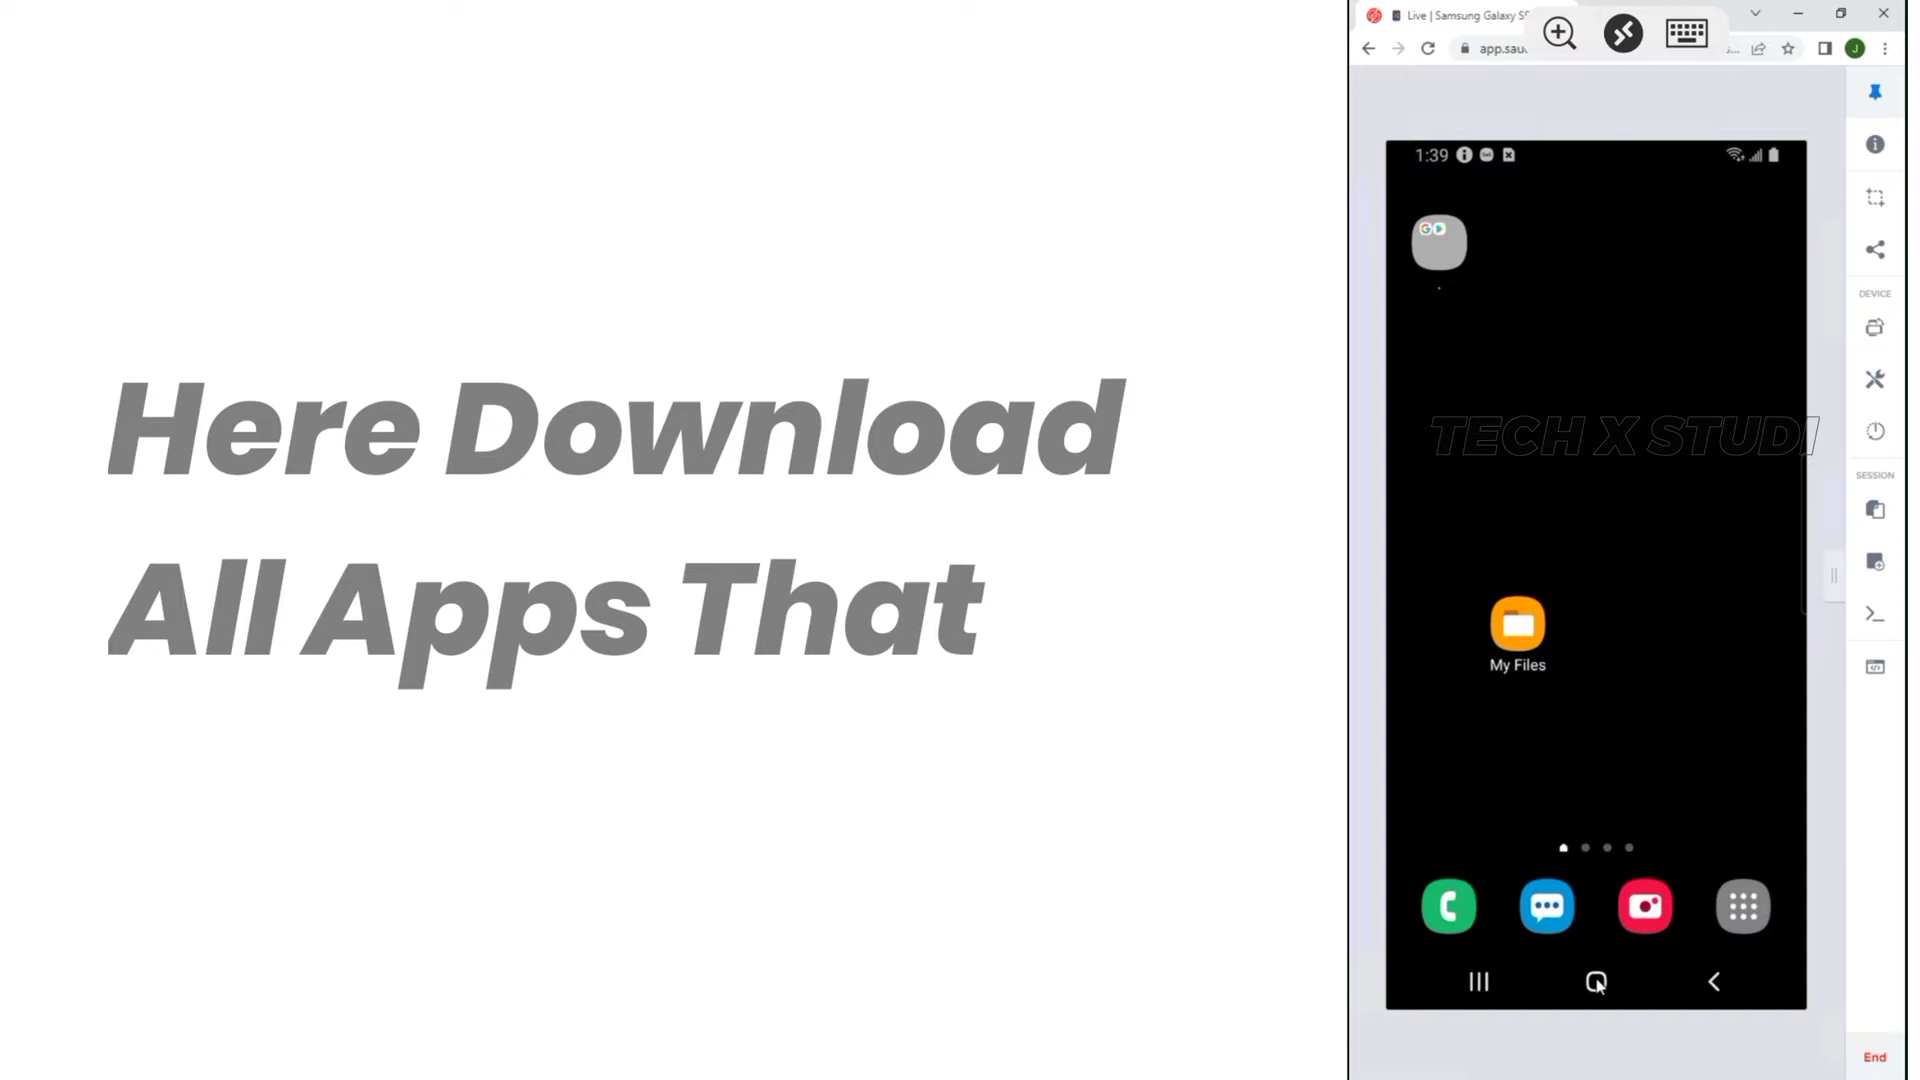 Here Download
All Apps That
Live | Samsung Galaxy S9
app.sau
J
1:39
TECH X STUDI
My Files
DEVICE
SESSION
End